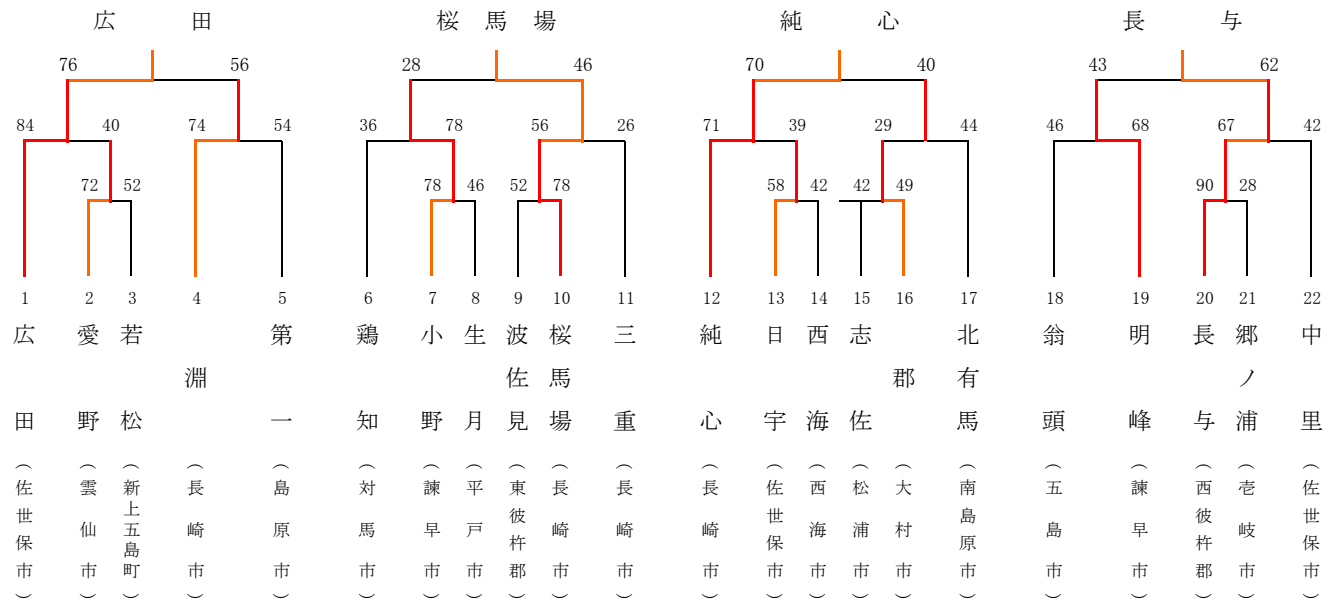 広田 桜馬場 純心 長与
76 56 28 46 70 40 43 62
84 40 74 54 36 78 56 26 71 39 29 44 46 68 67 42
72 52 78 46 52 78 58 42 42 49 90 28
1 2 3 4 5 6 7 8 9 10 11 12 13 14 15 16 17 18 19 20 21 22
広田
愛野
若松
淵
第一
鶏知
小野
生月
波佐見
桜馬場
三重
純心
日宇
西海
志佐
郡
北有馬
翁頭
明峰
長与
郷ノ浦
中里
(佐世保市)
(雲仙市)
(新上五島町)
(長崎市)
(島原市)
(対馬市)
(諫早市)
(平戸市)
(東彼杵郡)
(長崎市)
(長崎市)
(長崎市)
(佐世保市)
(西海市)
(松浦市)
(大村市)
(南島原市)
(五島市)
(諫早市)
(西彼杵郡)
(壱岐市)
(佐世保市)